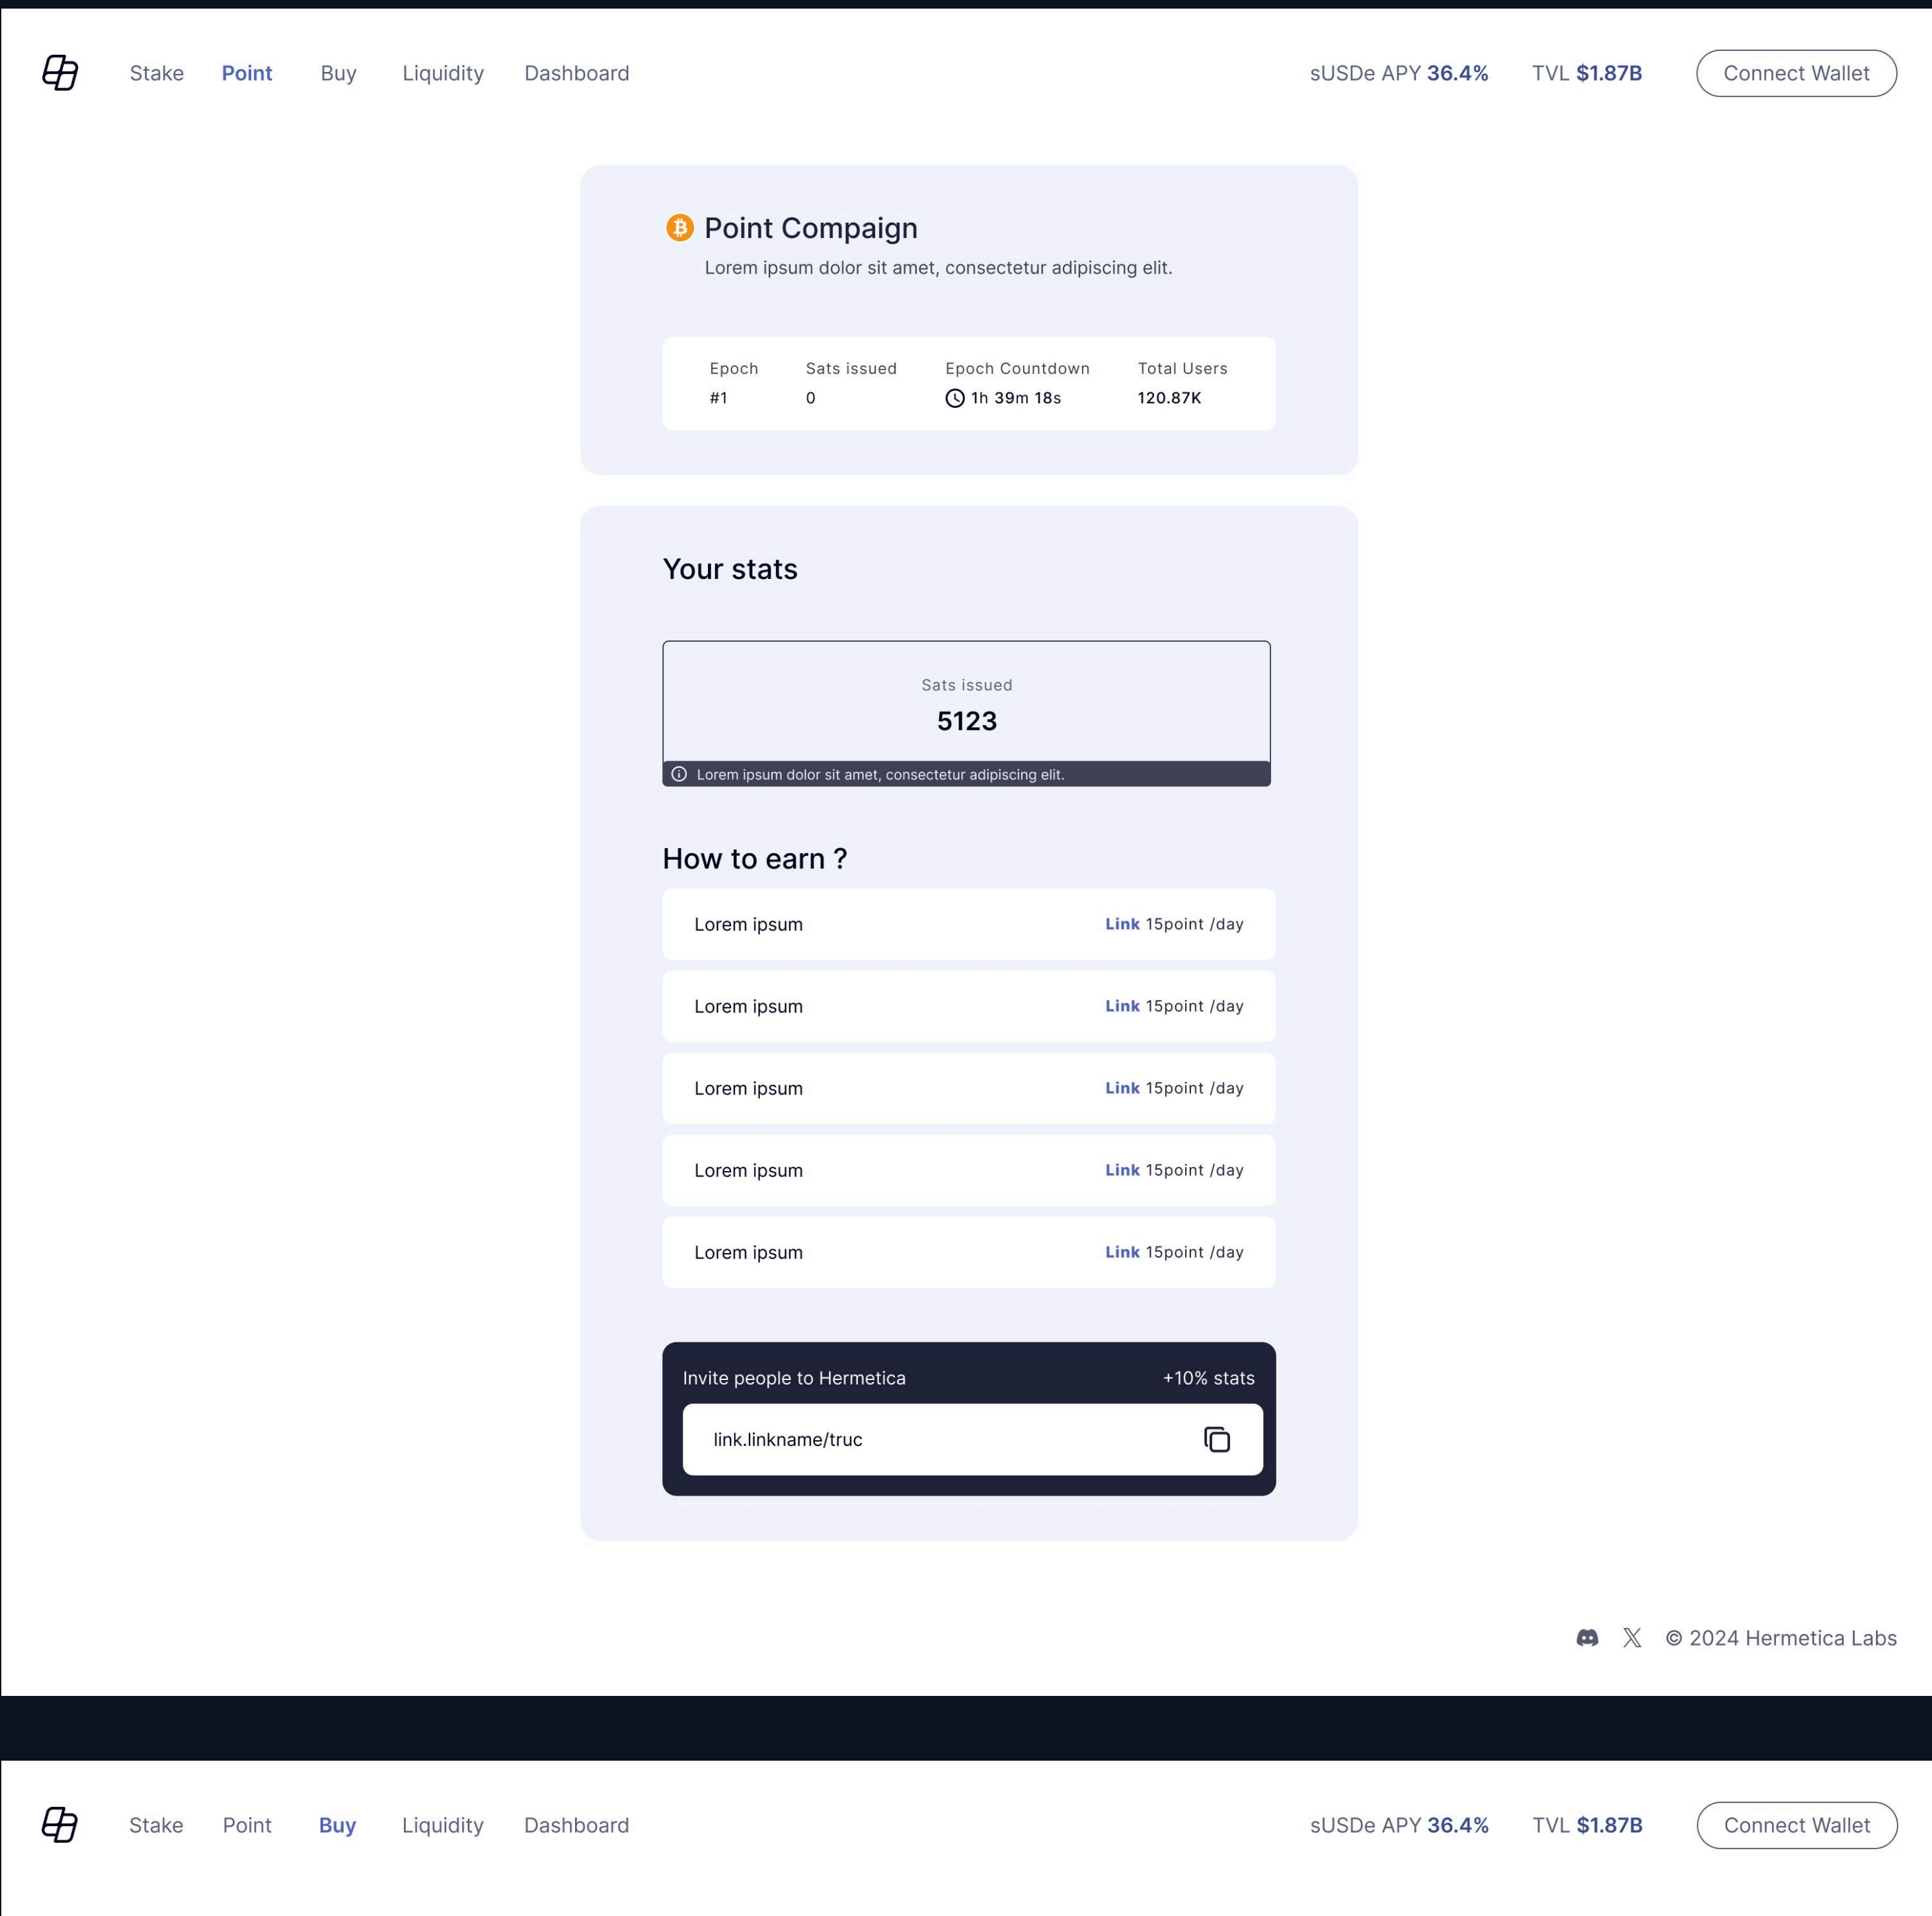 Stake Point Buy Liquidity Dashboard sUSDe APY 36.4% TVL $1.87B Connect Wallet
Point Compaign
Lorem ipsum dolor sit amet, consectetur adipiscing elit.
Epoch Sats issued Epoch Countdown Total Users
#1 0 1h 39m 18s 120.87K
Your stats
Sats issued
5123
Lorem ipsum dolor sit amet, consectetur adipiscing elit.
How to earn ?
Lorem ipsum Link 15point /day
Lorem ipsum Link 15point /day
Lorem ipsum Link 15point /day
Lorem ipsum Link 15point /day
Lorem ipsum Link 15point /day
Invite people to Hermetica +10% stats
link.linkname/truc
© 2024 Hermetica Labs
Stake Point Buy Liquidity Dashboard sUSDe APY 36.4% TVL $1.87B Connect Wallet